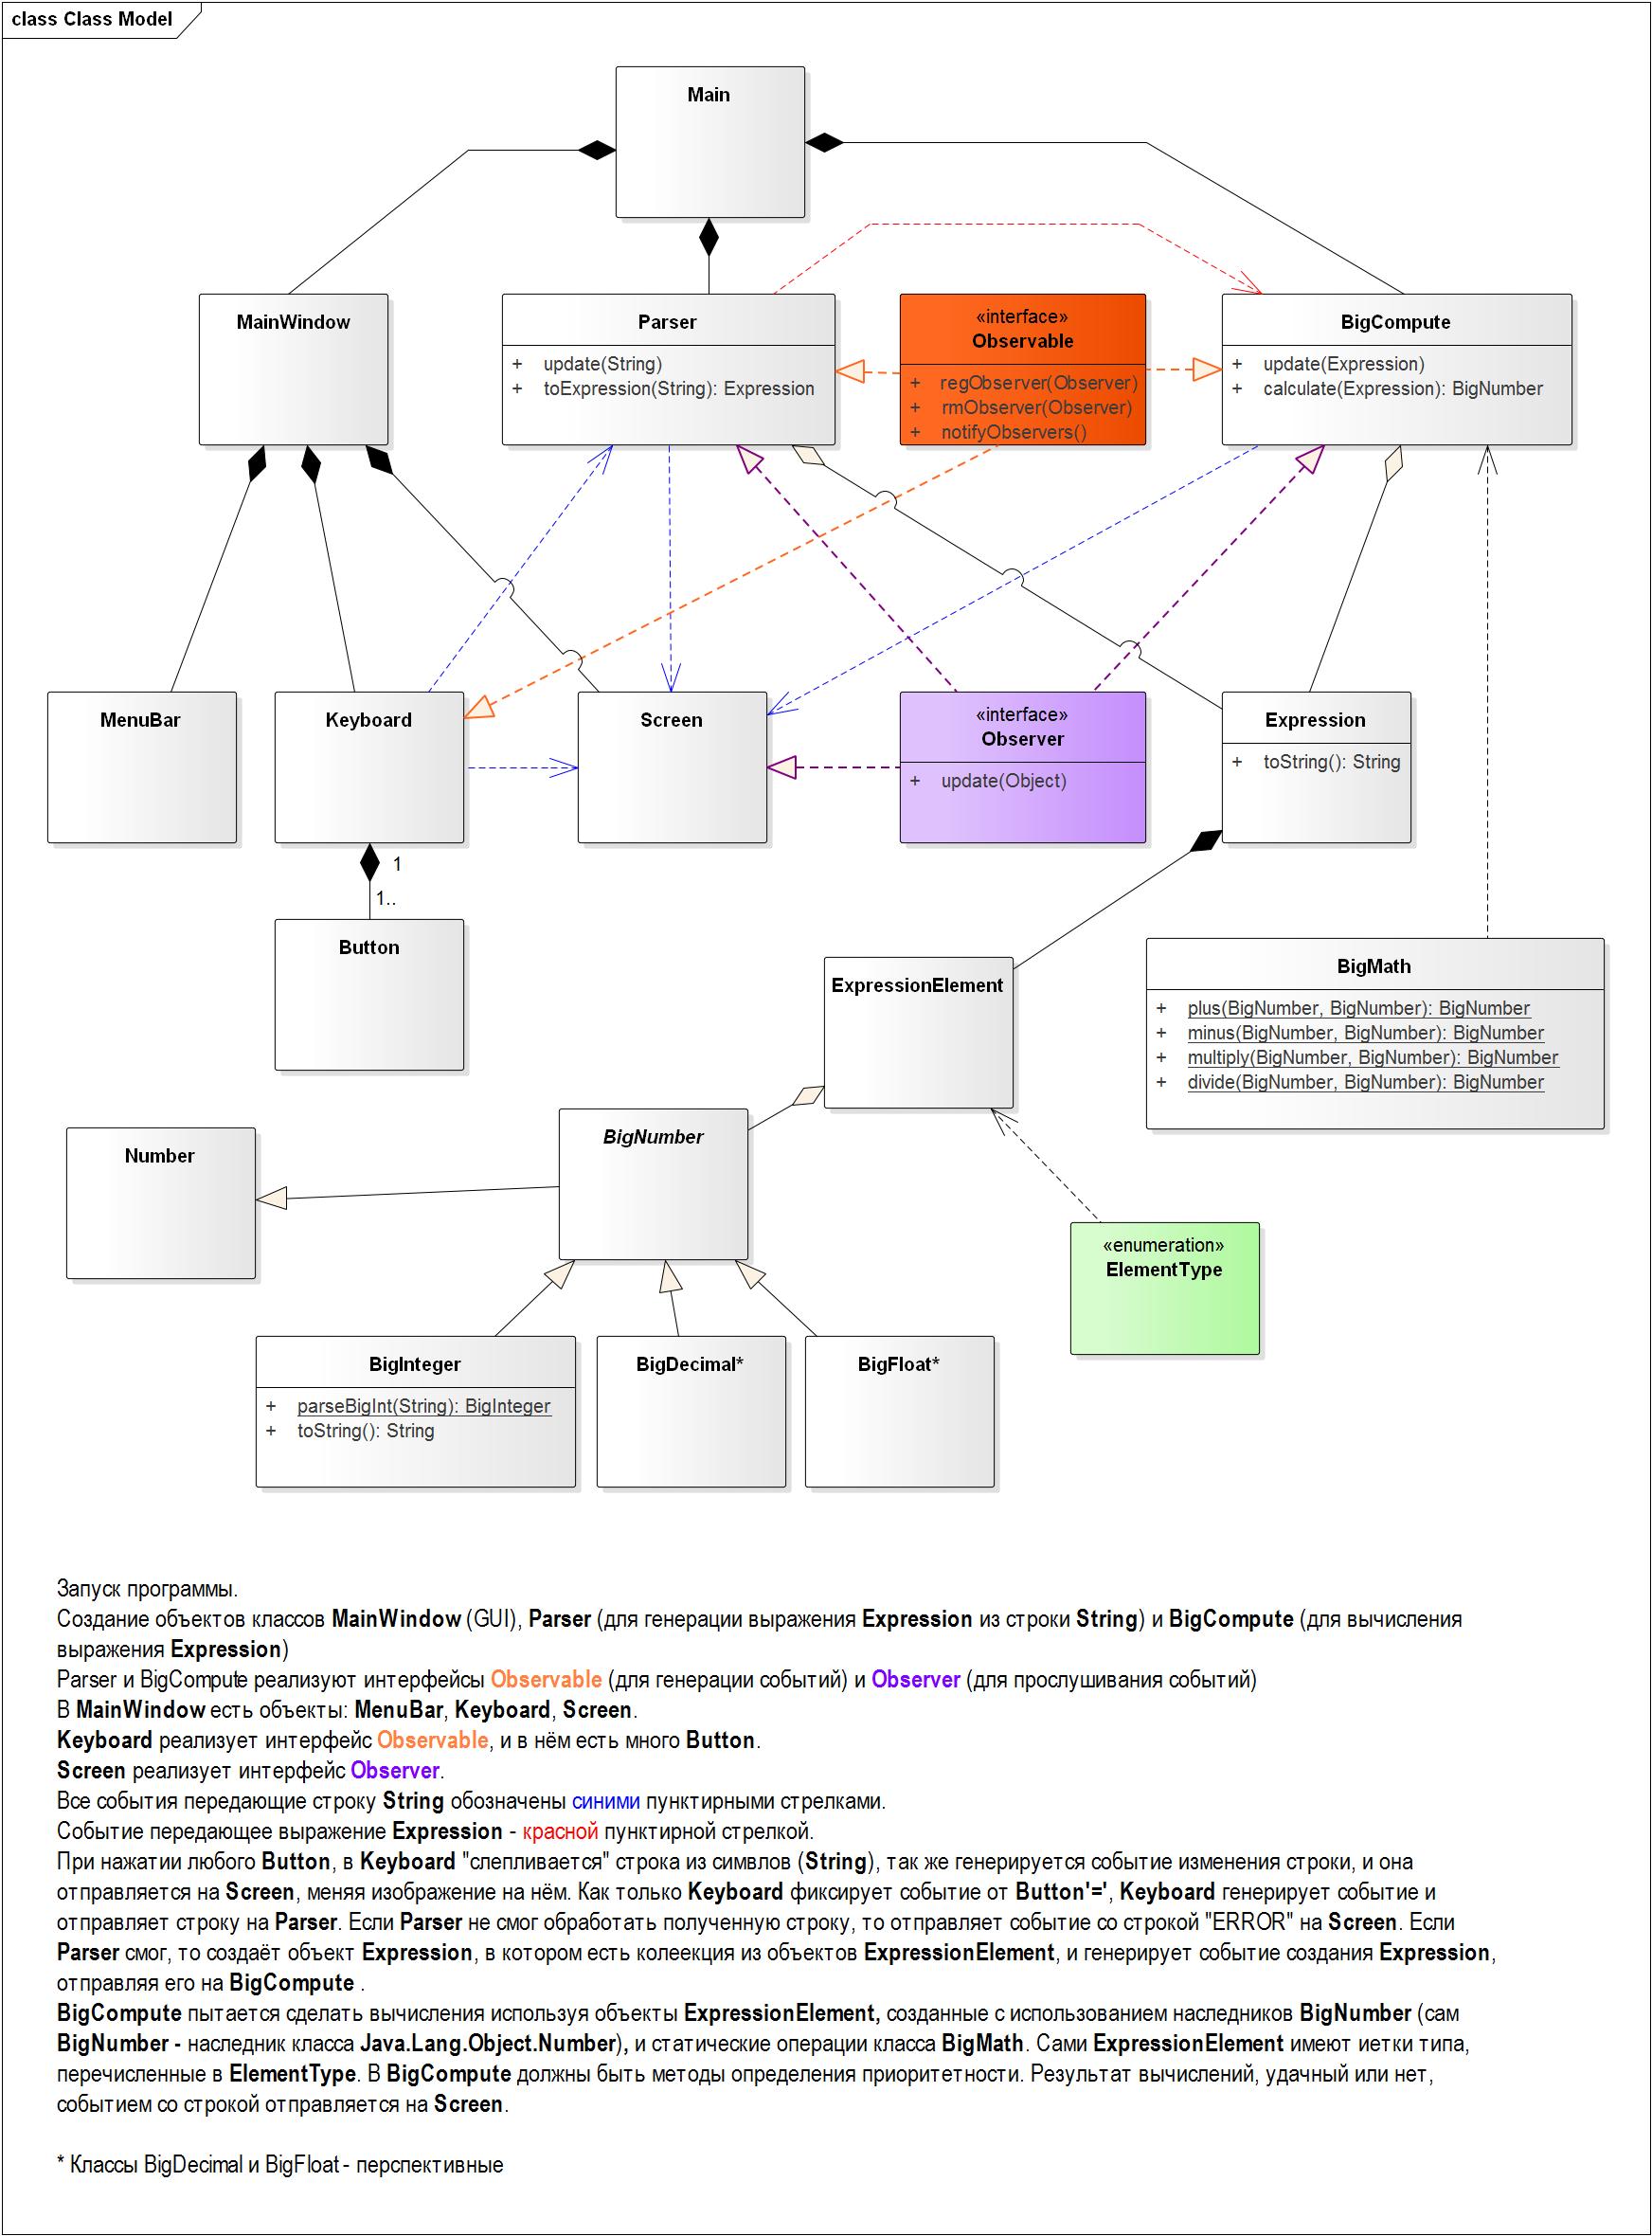 class Class Model
Main
MainWindow
Parser
+ update(String)
+ toExpression(String): Expression
«interface»
Observable
+ regObserver(Observer)
+ rmObserver(Observer)
+ notifyObservers()
BigCompute
+ update(Expression)
+ calculate(Expression): BigNumber
MenuBar
Keyboard
Screen
«interface»
Observer
+ update(Object)
Expression
+ toString(): String
1
1..
Button
ExpressionElement
BigMath
+ plus(BigNumber, BigNumber): BigNumber
+ minus(BigNumber, BigNumber): BigNumber
+ multiply(BigNumber, BigNumber): BigNumber
+ divide(BigNumber, BigNumber): BigNumber
Number
BigNumber
«enumeration»
ElementType
BigInteger
+ parseBigInt(String): BigInteger
+ toString(): String
BigDecimal*
BigFloat*
Запуск программы.
Создание объектов классов MainWindow (GUI), Parser (для генерации выражения Expression из строки String) и BigCompute (для вычисления
выражения Expression)
Parser и BigCompute реализуют интерфейсы Observable (для генерации событий) и Observer (для прослушивания событий)
В MainWindow есть объекты: MenuBar, Keyboard, Screen.
Keyboard реализует интерфейс Observable, и в нём есть много Button.
Screen реализует интерфейс Observer.
Все события передающие строку String обозначены синими пунктирными стрелками.
Событие передающее выражение Expression - красной пунктирной стрелкой.
При нажатии любого Button, в Keyboard "слепливается" строка из симвлов (String), так же генерируется событие изменения строки, и она
отправляется на Screen, меняя изображение на нём. Как только Keyboard фиксирует событие от Button'=', Keyboard генерирует событие и
отправляет строку на Parser. Если Parser не смог обработать полученную строку, то отправляет событие со строкой "ERROR" на Screen. Если
Parser смог, то создаёт объект Expression, в котором есть колеекция из объектов ExpressionElement, и генерирует событие создания Expression,
отправляя его на BigCompute .
BigCompute пытается сделать вычисления используя объекты ExpressionElement, созданные с использованием наследников BigNumber (сам
BigNumber - наследник класса Java.Lang.Object.Number), и статические операции класса BigMath. Сами ExpressionElement имеют иетки типа,
перечисленные в ElementType. В BigCompute должны быть методы определения приоритетности. Результат вычислений, удачный или нет,
событием со строкой отправляется на Screen.
* Классы BigDecimal и BigFloat - перспективные